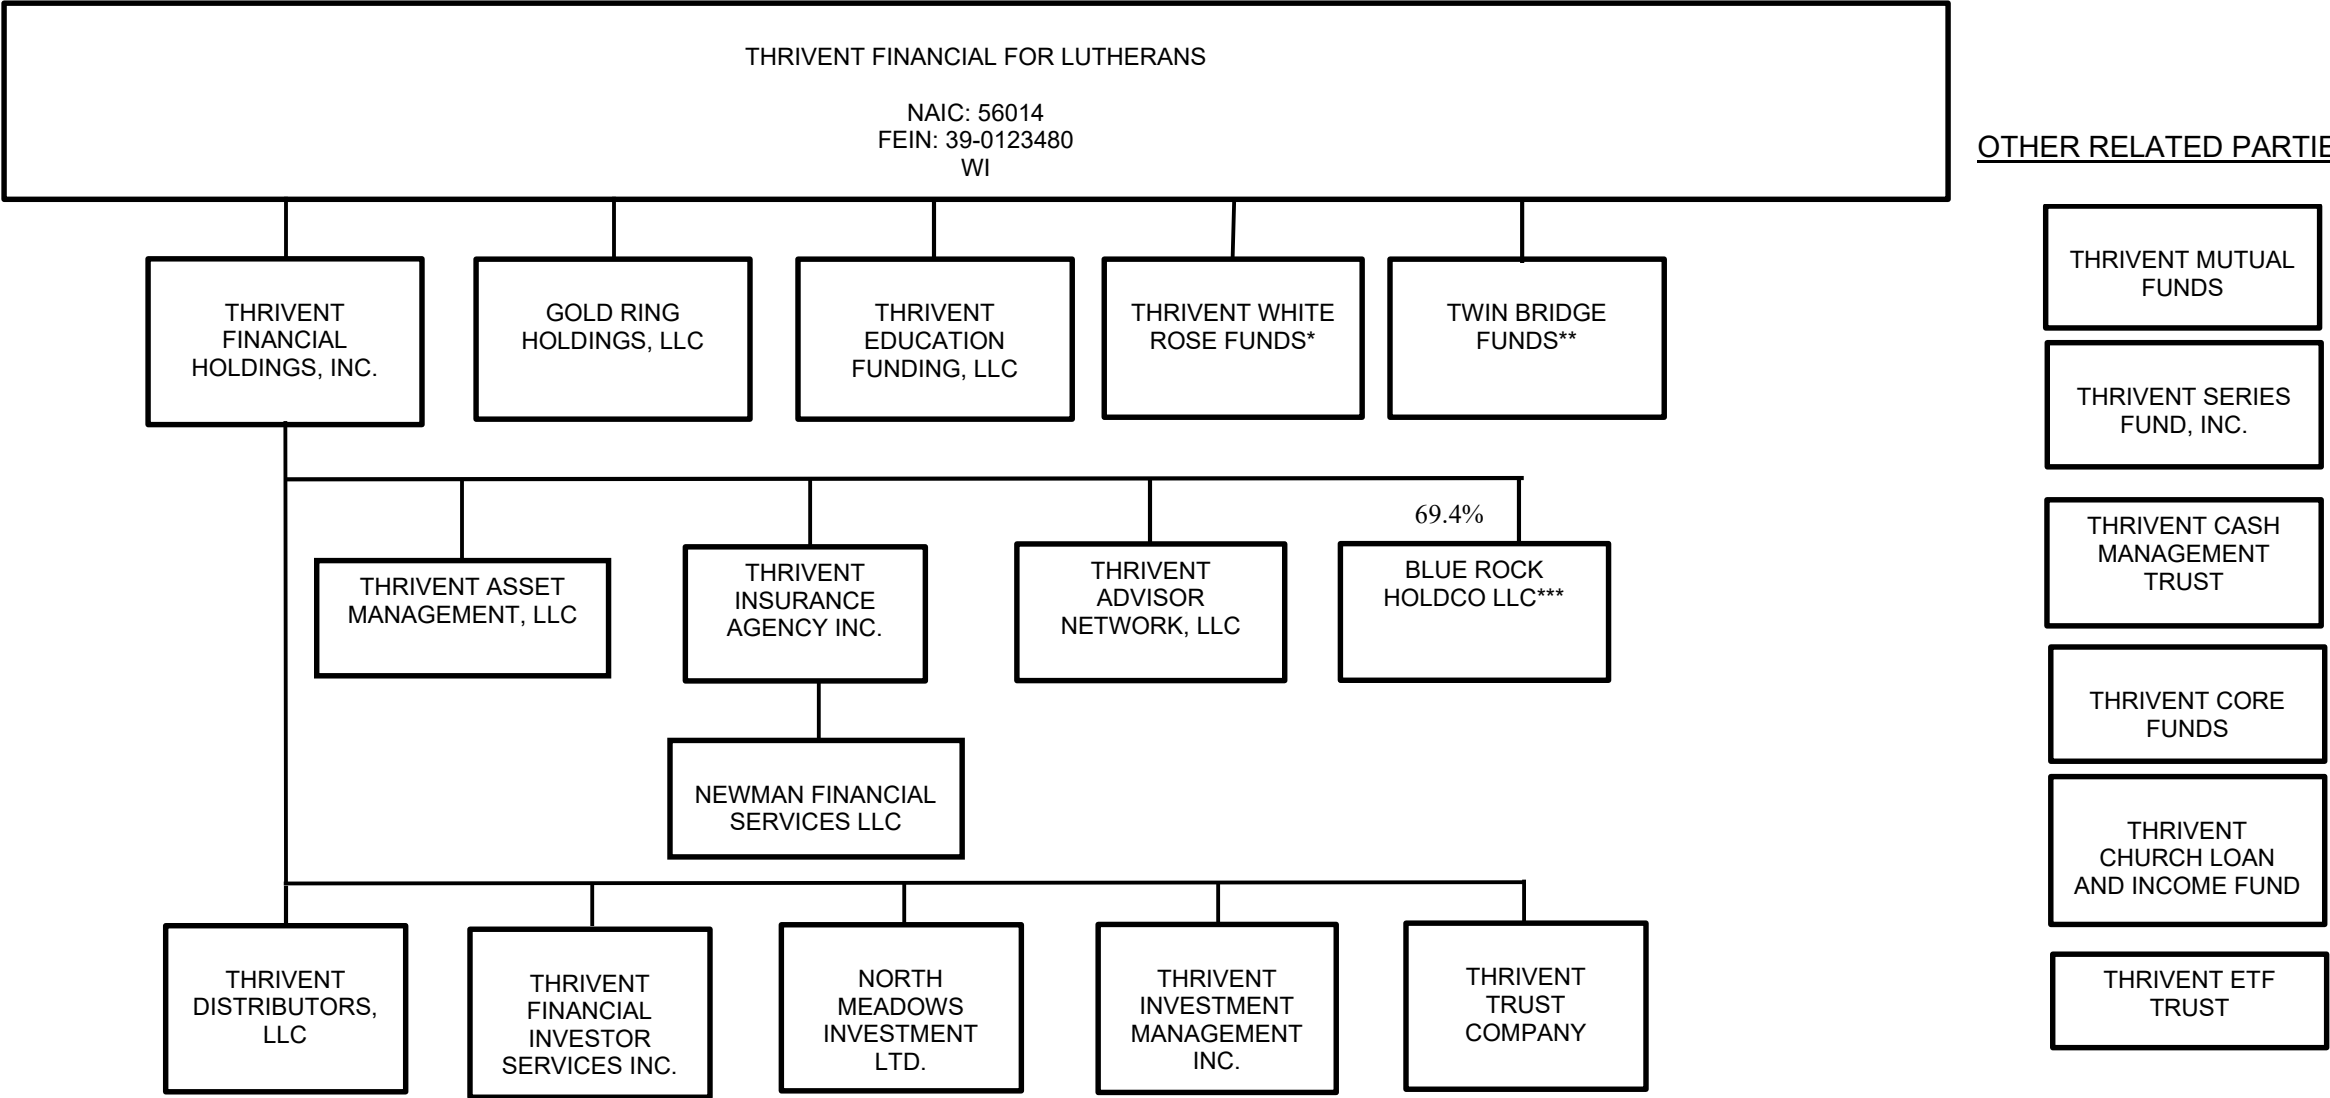 THRIVENT FINANCIAL FOR LUTHERANS
NAIC: 56014
FEIN: 39-0123480
WI
OTHER RELATED PARTIE
THRIVENT
FINANCIAL
HOLDINGS, INC.
GOLD RING
HOLDINGS, LLC
THRIVENT
EDUCATION
FUNDING, LLC
THRIVENT WHITE
ROSE FUNDS*
TWIN BRIDGE
FUNDS**
THRIVENT MUTUAL
FUNDS
THRIVENT SERIES
FUND, INC.
69.4%
THRIVENT ASSET
MANAGEMENT, LLC
THRIVENT
INSURANCE
AGENCY INC.
THRIVENT
ADVISOR
NETWORK, LLC
BLUE ROCK
HOLDCO LLC***
THRIVENT CASH
MANAGEMENT
TRUST
THRIVENT CORE
FUNDS
NEWMAN FINANCIAL
SERVICES LLC
THRIVENT
CHURCH LOAN
AND INCOME FUND
THRIVENT
DISTRIBUTORS,
LLC
THRIVENT
FINANCIAL
INVESTOR
SERVICES INC.
NORTH
MEADOWS
INVESTMENT
LTD.
THRIVENT
INVESTMENT
MANAGEMENT
INC.
THRIVENT
TRUST
COMPANY
THRIVENT ETF
TRUST